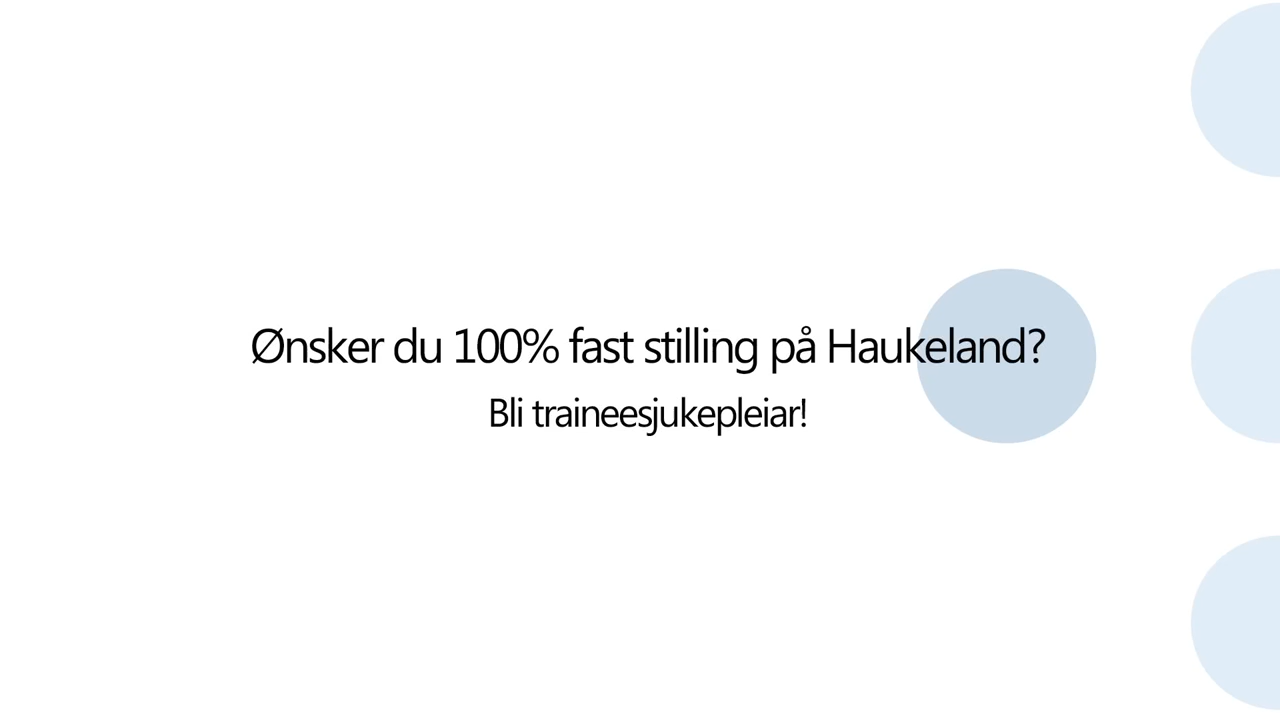 Ønsker du 100% fast stilling på Haukeland?
Bli traineesjukepleiar!